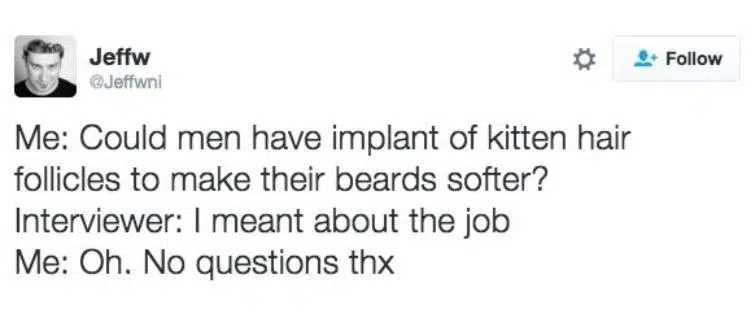 Jeffw
@Jeffwni
Follow
Me: Could men have implant of kitten hair
follicles to make their beards softer?
Interviewer: I meant about the job
Me: Oh. No questions thx